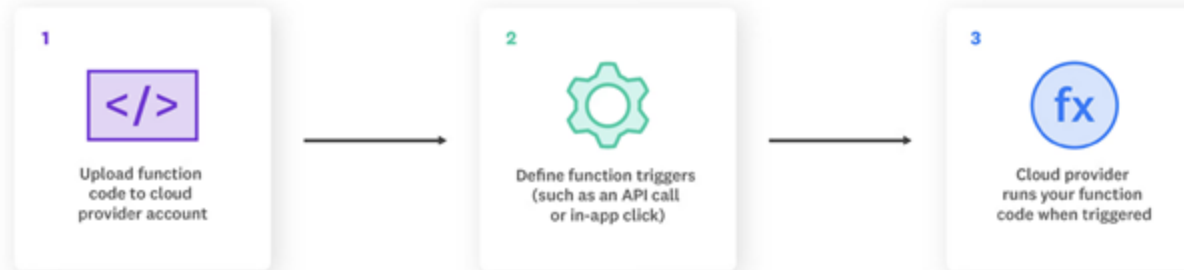 1
</>
Upload function
code to cloud
provider account
2
Define function triggers
(such as an API call
or in-app click)
3
fx
Cloud provider
runs your function
code when triggered